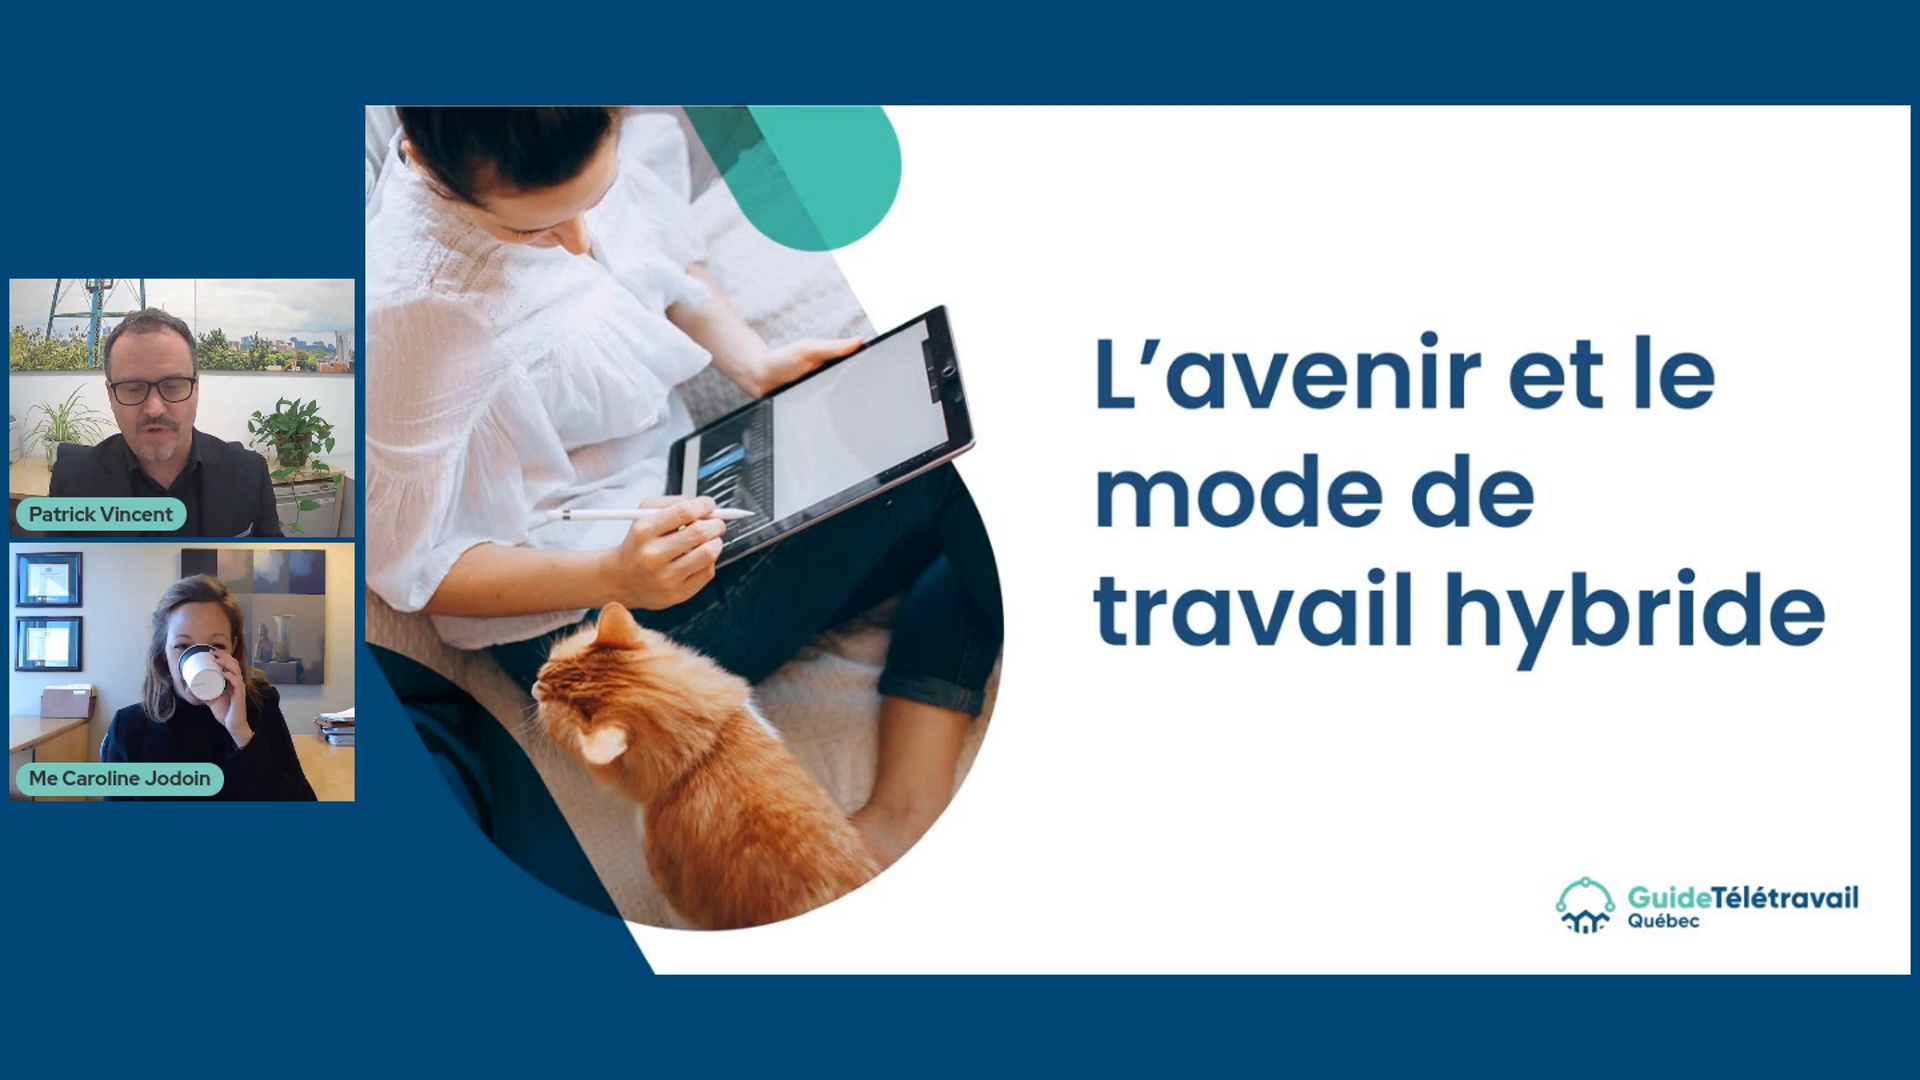 Patrick Vincent
Me Caroline Jodoin
L’avenir et le
mode de
travail hybride
GuideTélétravail
Québec